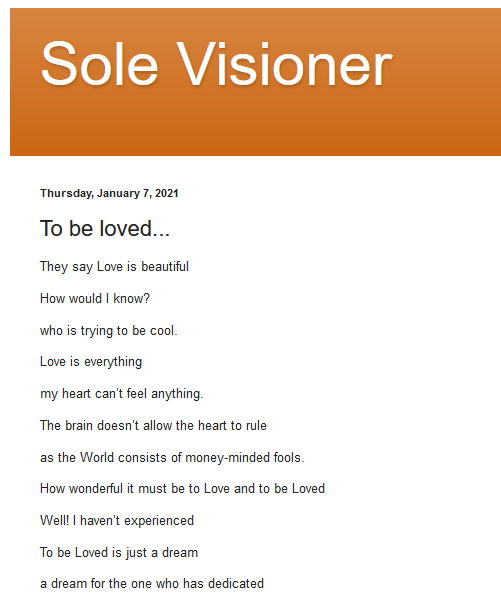 Sole Visioner
Thursday, January 7, 2021
To be loved...
They say Love is beautiful
How would I know?
who is trying to be cool.
Love is everything
my heart can’t feel anything.
The brain doesn’t allow the heart to rule
as the World consists of money-minded fools.
How wonderful it must be to Love and to be Loved
Well! I haven’t experienced
To be Loved is just a dream
a dream for the one who has dedicated